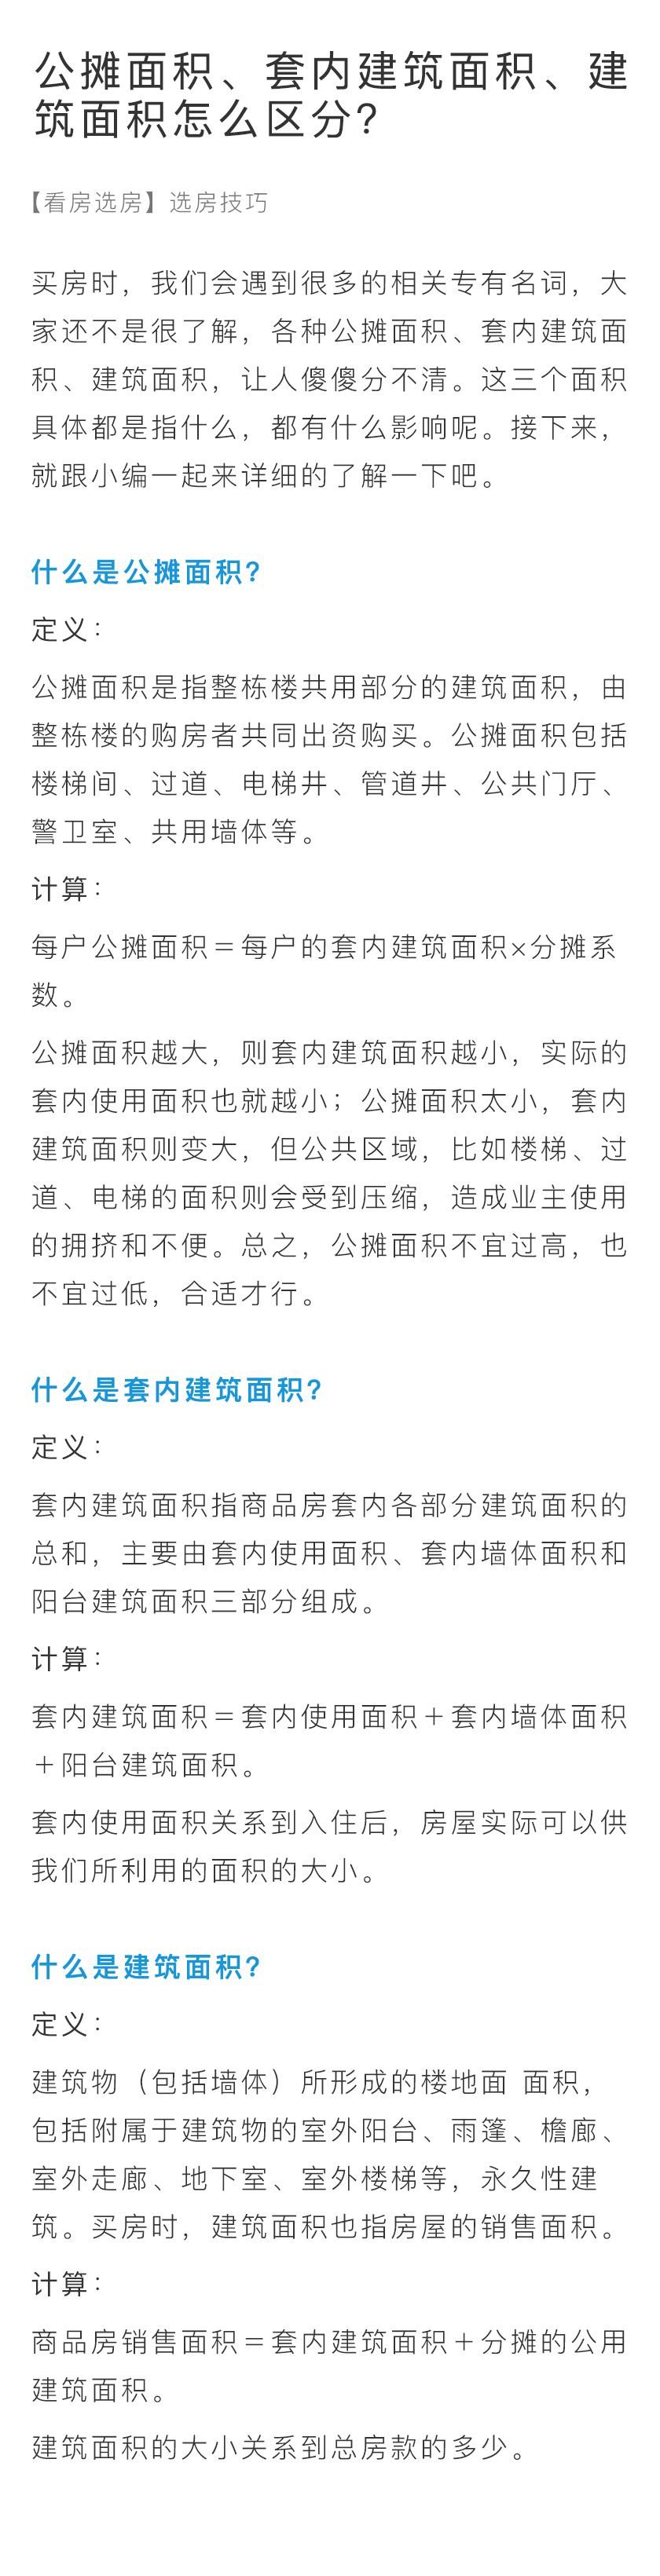 公摊面积、套内建筑面积、建
筑面积怎么区分?
【看房选房】选房技巧
买房时，我们会遇到很多的相关专有名词，大
家还不是很了解，各种公摊面积、套内建筑面
积、建筑面积，让人傻傻分不清。这三个面积
具体都是指什么，都有什么影响呢。接下来，
就跟小编一起来详细的了解一下吧。
什么是公摊面积?
定义：
公摊面积是指整栋楼共用部分的建筑面积，由
整栋楼的购房者共同出资购买。公摊面积包括
楼梯间、过道、电梯井、管道井、公共门厅、
警卫室、共用墙体等。
计算：
每户公摊面积＝每户的套内建筑面积×分摊系
数。
公摊面积越大，则套内建筑面积越小，实际的
套内使用面积也就越小；公摊面积太小，套内
建筑面积则变大，但公共区域，比如楼梯、过
道、电梯的面积则会受到压缩，造成业主使用
的拥挤和不便。总之，公摊面积不宜过高，也
不宜过低，合适才行。
什么是套内建筑面积?
定义：
套内建筑面积指商品房套内各部分建筑面积的
总和，主要由套内使用面积、套内墙体面积和
阳台建筑面积三部分组成。
计算：
套内建筑面积＝套内使用面积＋套内墙体面积
＋阳台建筑面积。
套内使用面积关系到入住后，房屋实际可以供
我们所利用的面积的大小。
什么是建筑面积?
定义：
建筑物（包括墙体）所形成的楼地面 面积，
包括附属于建筑物的室外阳台、雨篷、檐廊、
室外走廊、地下室、室外楼梯等，永久性建
筑。买房时，建筑面积也指房屋的销售面积。
计算：
商品房销售面积＝套内建筑面积＋分摊的公用
建筑面积。
建筑面积的大小关系到总房款的多少。